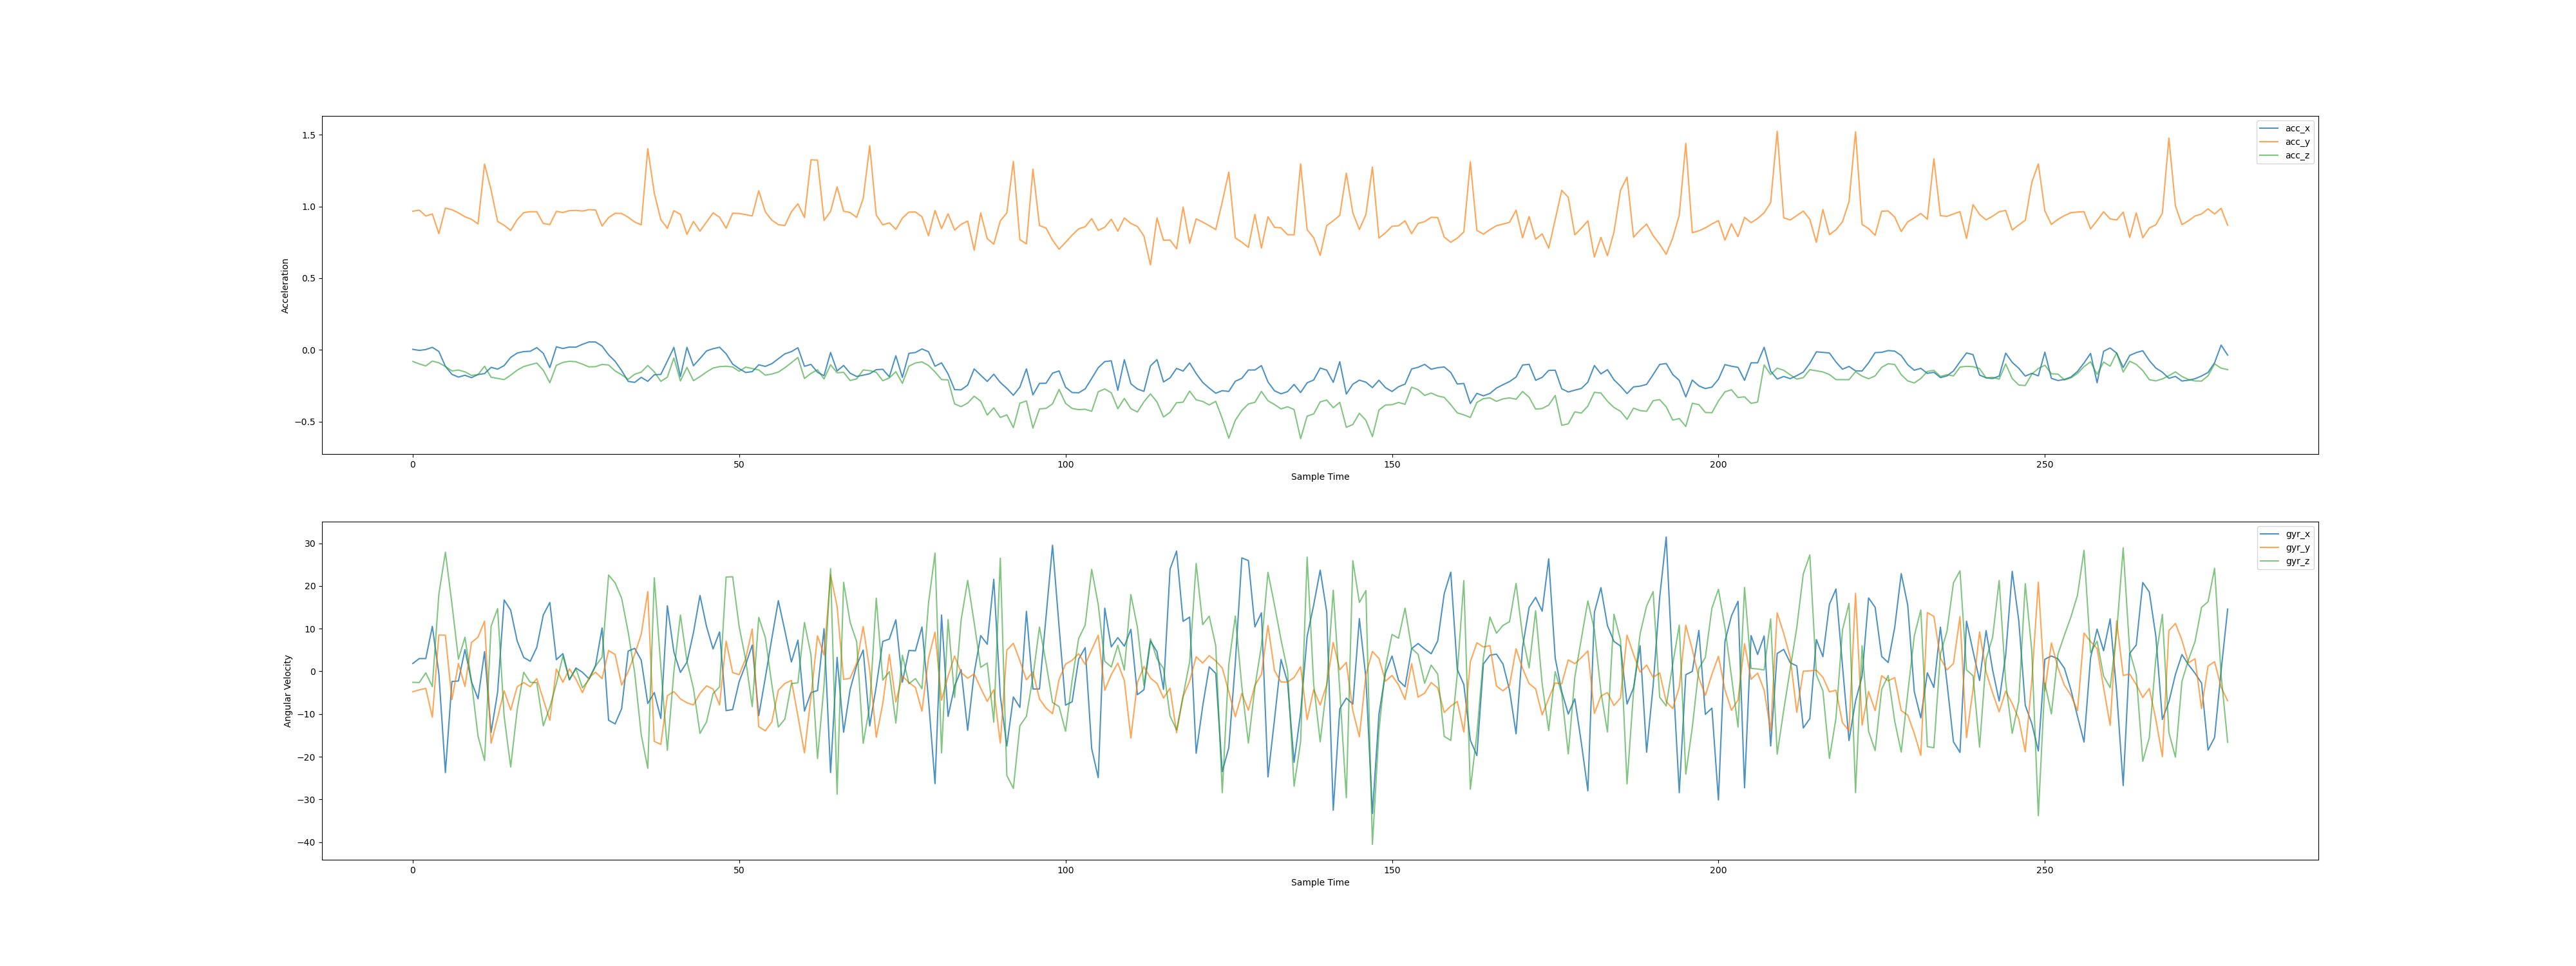 1.5
1.0
0.5
0.0
−0.5
Acceleration
acc_x
acc_y
acc_z
0 50 100 150 200 250
Sample Time
30
20
10
0
−10
−20
−30
−40
Angular Velocity
gyr_x
gyr_y
gyr_z
0 50 100 150 200 250
Sample Time